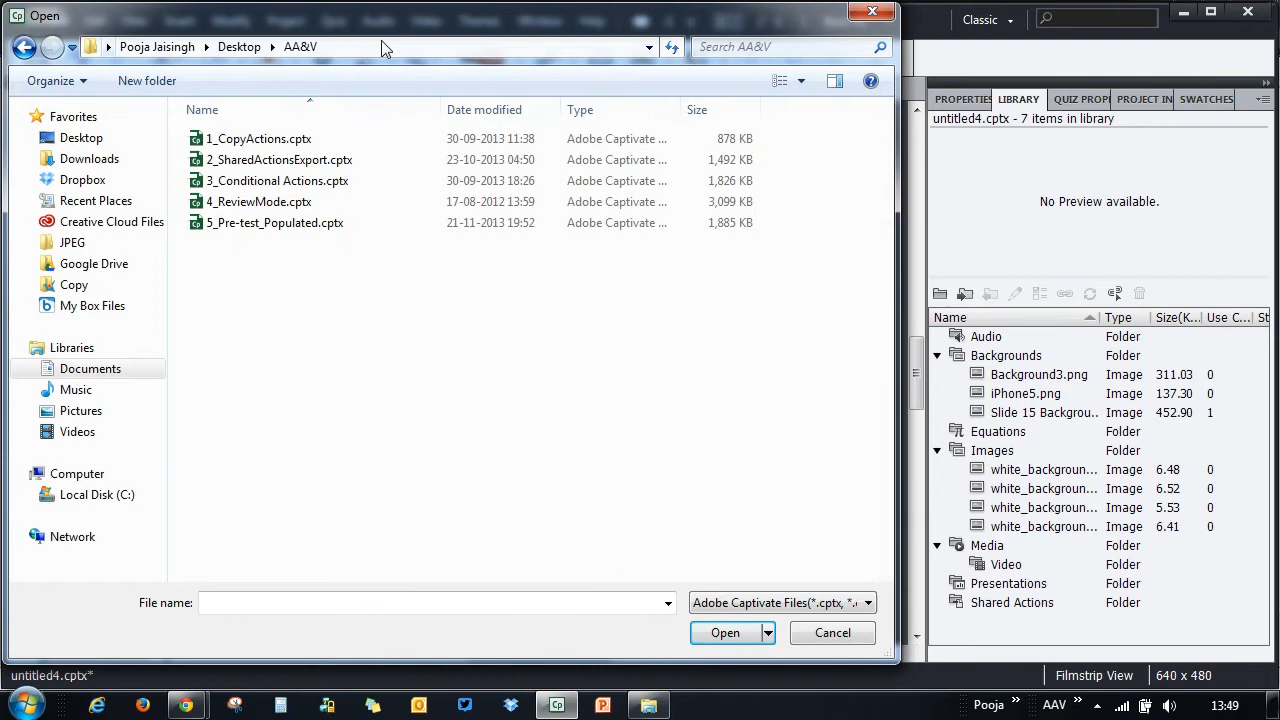 Cp Open
Classic
Pooja Jaisingh Desktop AA&V
Search AA&V
Organize
New folder
PROPERTIES LIBRARY QUIZ PROPI PROJECT IN SWATCHES
untitled4.cptx - 7 items in library
No Preview available.
Favorites
Desktop
Downloads
Dropbox
Recent Places
Creative Cloud Files
JPEG
Google Drive
Copy
My Box Files
Libraries
Documents
Music
Pictures
Videos
Computer
Local Disk (C:)
Network
Name Date modified Type Size
1_CopyActions.cptx 30-09-2013 11:38 Adobe Captivate ... 878 KB
2_SharedActionsExport.cptx 23-10-2013 04:50 Adobe Captivate ... 1,492 KB
3_Conditional Actions.cptx 30-09-2013 18:26 Adobe Captivate ... 1,826 KB
4_ReviewMode.cptx 17-08-2012 13:59 Adobe Captivate ... 3,099 KB
5_Pre-test_Populated.cptx 21-11-2013 19:52 Adobe Captivate ... 1,885 KB
Name Type Size(K... Use C... St
Audio Folder
Backgrounds Folder
Background3.png Image 311.03 0
iPhone5.png Image 137.30 0
Slide 15 Backgrou... Image 452.90 1
Equations Folder
Images Folder
white_backgroun... Image 6.48 0
white_backgroun... Image 6.52 0
white_backgroun... Image 5.53 0
white_backgroun... Image 6.41 0
Media Folder
Video Folder
Presentations Folder
Shared Actions Folder
File name:
Adobe Captivate Files(*.cptx, *.
Open
Cancel
untitled4.cptx*
Filmstrip View
640 x 480
Pooja » AAV »
13:49